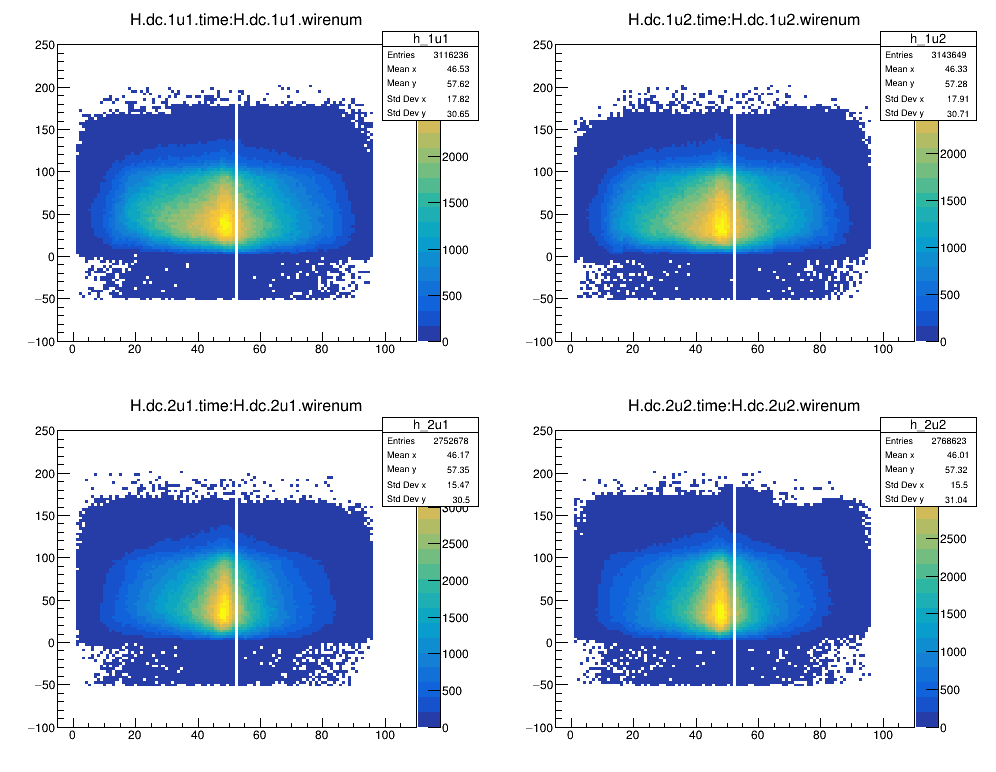 H.dc.1u1.time:H.dc.1u1.wirenum
h_1u1
Entries 3116236
Mean x 46.53
Mean y 57.62
Std Dev x 17.82
Std Dev y 30.65
250
200
150
100
50
0
−50
−100
0 20 40 60 80 100
2000
1500
1000
500
0
H.dc.1u2.time:H.dc.1u2.wirenum
h_1u2
Entries 3143649
Mean x 46.33
Mean y 57.28
Std Dev x 17.91
Std Dev y 30.71
250
200
150
100
50
0
−50
−100
0 20 40 60 80 100
2000
1500
1000
500
0
H.dc.2u1.time:H.dc.2u1.wirenum
h_2u1
Entries 2752678
Mean x 46.17
Mean y 57.35
Std Dev x 15.47
Std Dev y 30.5
250
200
150
100
50
0
−50
−100
0 20 40 60 80 100
3000
2500
2000
1500
1000
500
0
H.dc.2u2.time:H.dc.2u2.wirenum
h_2u2
Entries 2768623
Mean x 46.01
Mean y 57.32
Std Dev x 15.5
Std Dev y 31.04
250
200
150
100
50
0
−50
−100
0 20 40 60 80 100
2500
2000
1500
1000
500
0